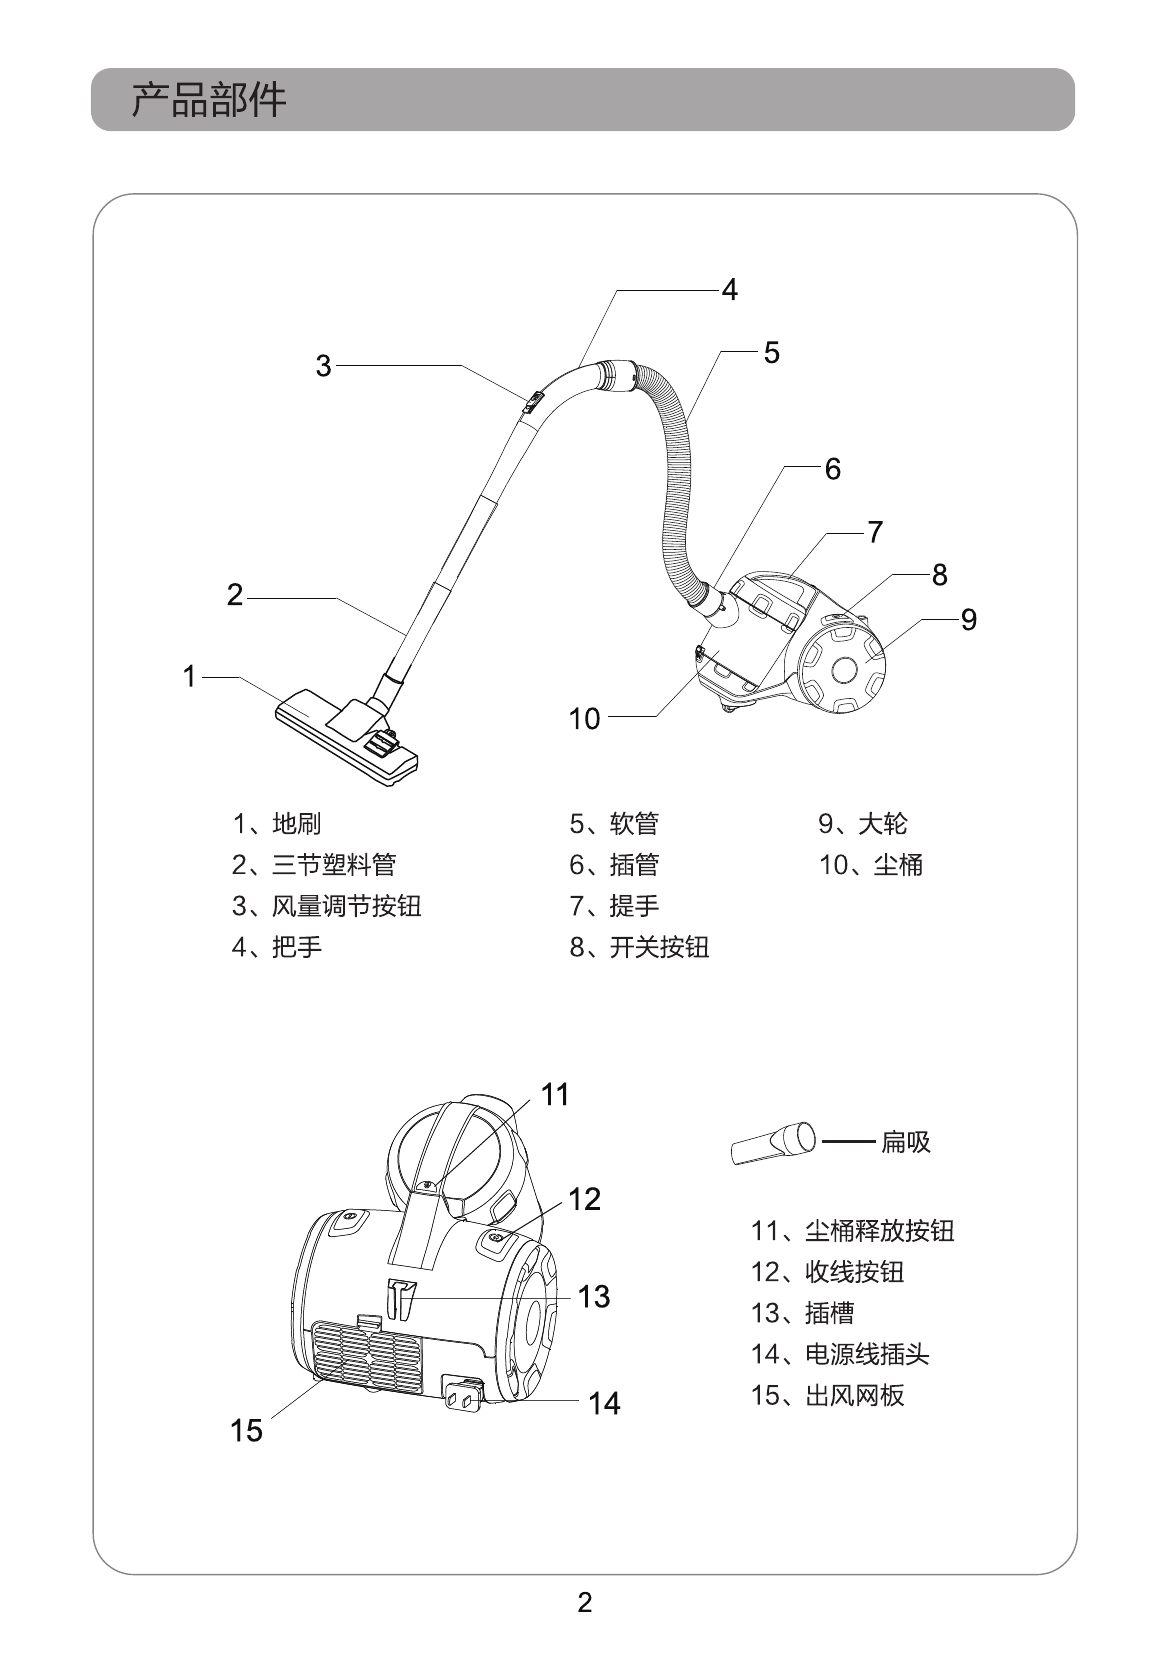 产品部件
4
3
5
6
7
8
2
9
1
10
1、地刷
2、三节塑料管
3、风量调节按钮
4、把手
5、软管
6、插管
7、提手
8、开关按钮
9、大轮
10、尘桶
11
扁吸
12
13
14
15
11、尘桶释放按钮
12、收线按钮
13、插槽
14、电源线插头
15、出风网板
2